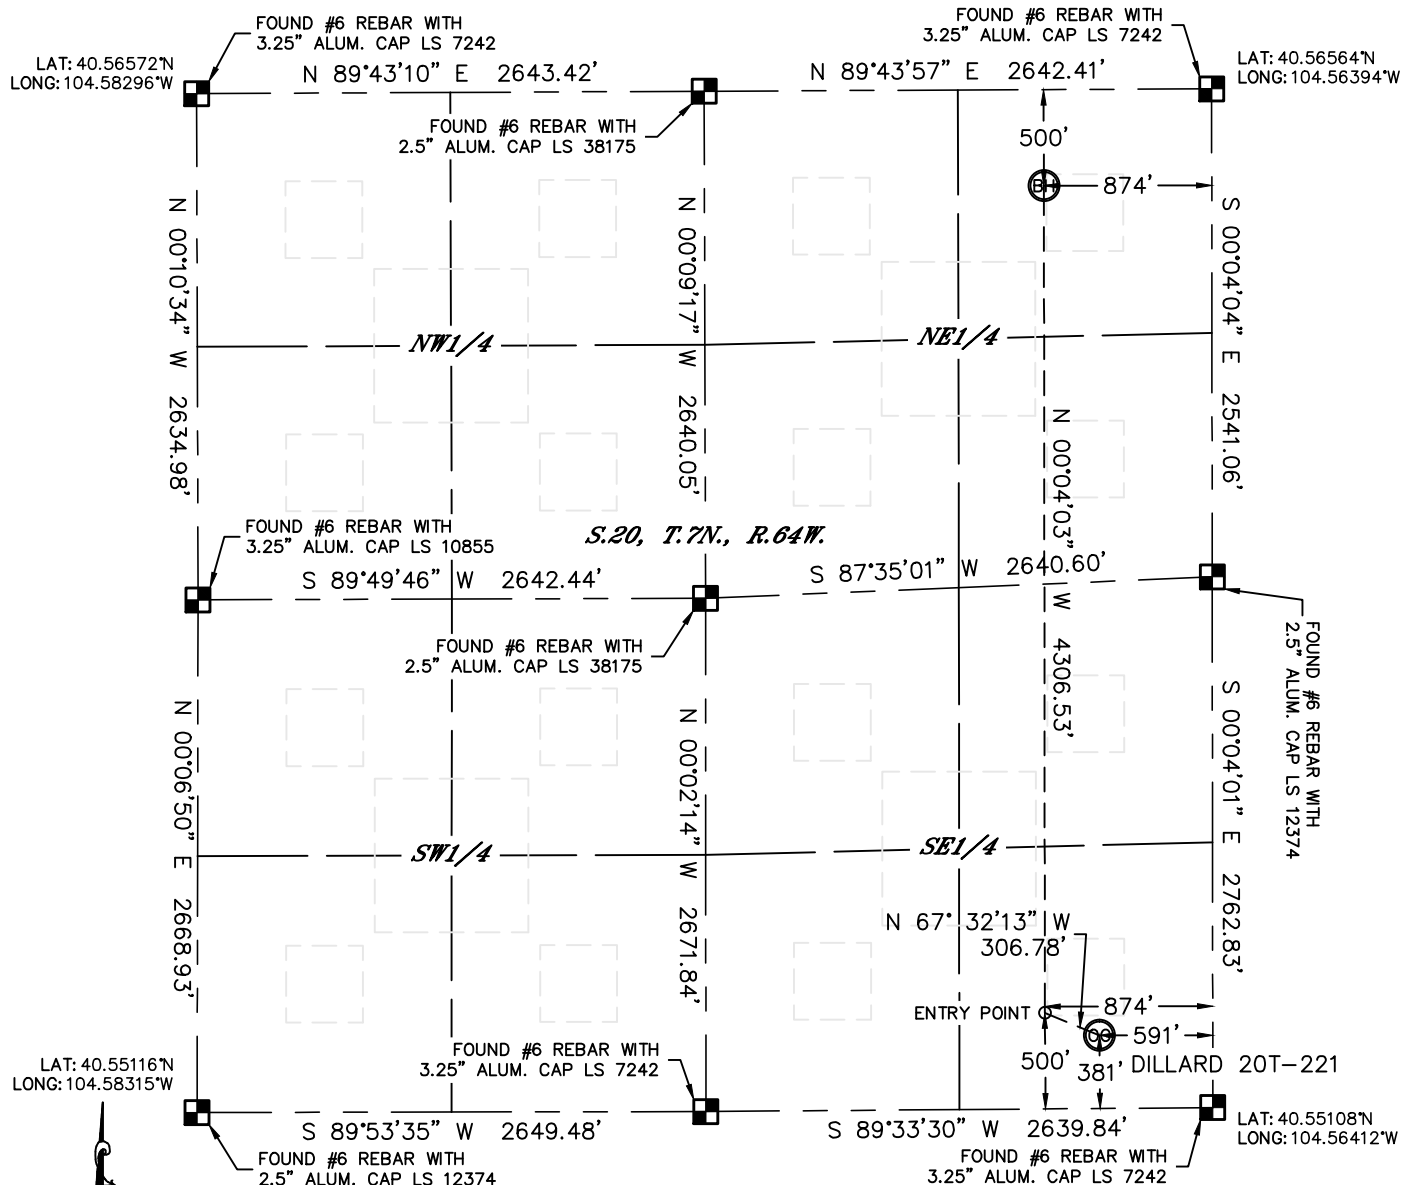 FOUND #6 REBAR WITH
3.25" ALUM. CAP LS 7242
FOUND #6 REBAR WITH
3.25" ALUM. CAP LS 7242
LAT: 40.56572°N
LONG: 104.58296°W
LAT: 40.56564°N
LONG: 104.56394°W
N 89°43'10" E 2643.42'
N 89°43'57" E 2642.41'
FOUND #6 REBAR WITH
2.5" ALUM. CAP LS 38175
500'
BH
874'
N 00°10'34" W 2634.98'
N 00°09'17" W 2640.05'
S 00°04'04" E 2541.06'
NW1/4
NE1/4
N 00°04'03" W 4306.53'
FOUND #6 REBAR WITH
3.25" ALUM. CAP LS 10855
S.20, T.7N., R.64W.
S 89°49'46" W 2642.44'
S 87°35'01" W 2640.60'
FOUND #6 REBAR WITH
2.5" ALUM. CAP LS 38175
FOUND #6 REBAR WITH
2.5" ALUM. CAP LS 12374
N 00°06'50" E 2668.93'
N 00°02'14" W 2671.84'
S 00°04'01" E 2762.83'
SW1/4
SE1/4
N 67° 32'13" W
306.78'
874'
ENTRY POINT
OG
591'
500'
381'
DILLARD 20T-221
FOUND #6 REBAR WITH
3.25" ALUM. CAP LS 7242
LAT: 40.55116°N
LONG: 104.58315°W
S 89°53'35" W 2649.48'
S 89°33'30" W 2639.84'
LAT: 40.55108°N
LONG: 104.56412°W
FOUND #6 REBAR WITH
2.5" ALUM. CAP LS 12374
FOUND #6 REBAR WITH
3.25" ALUM. CAP LS 7242